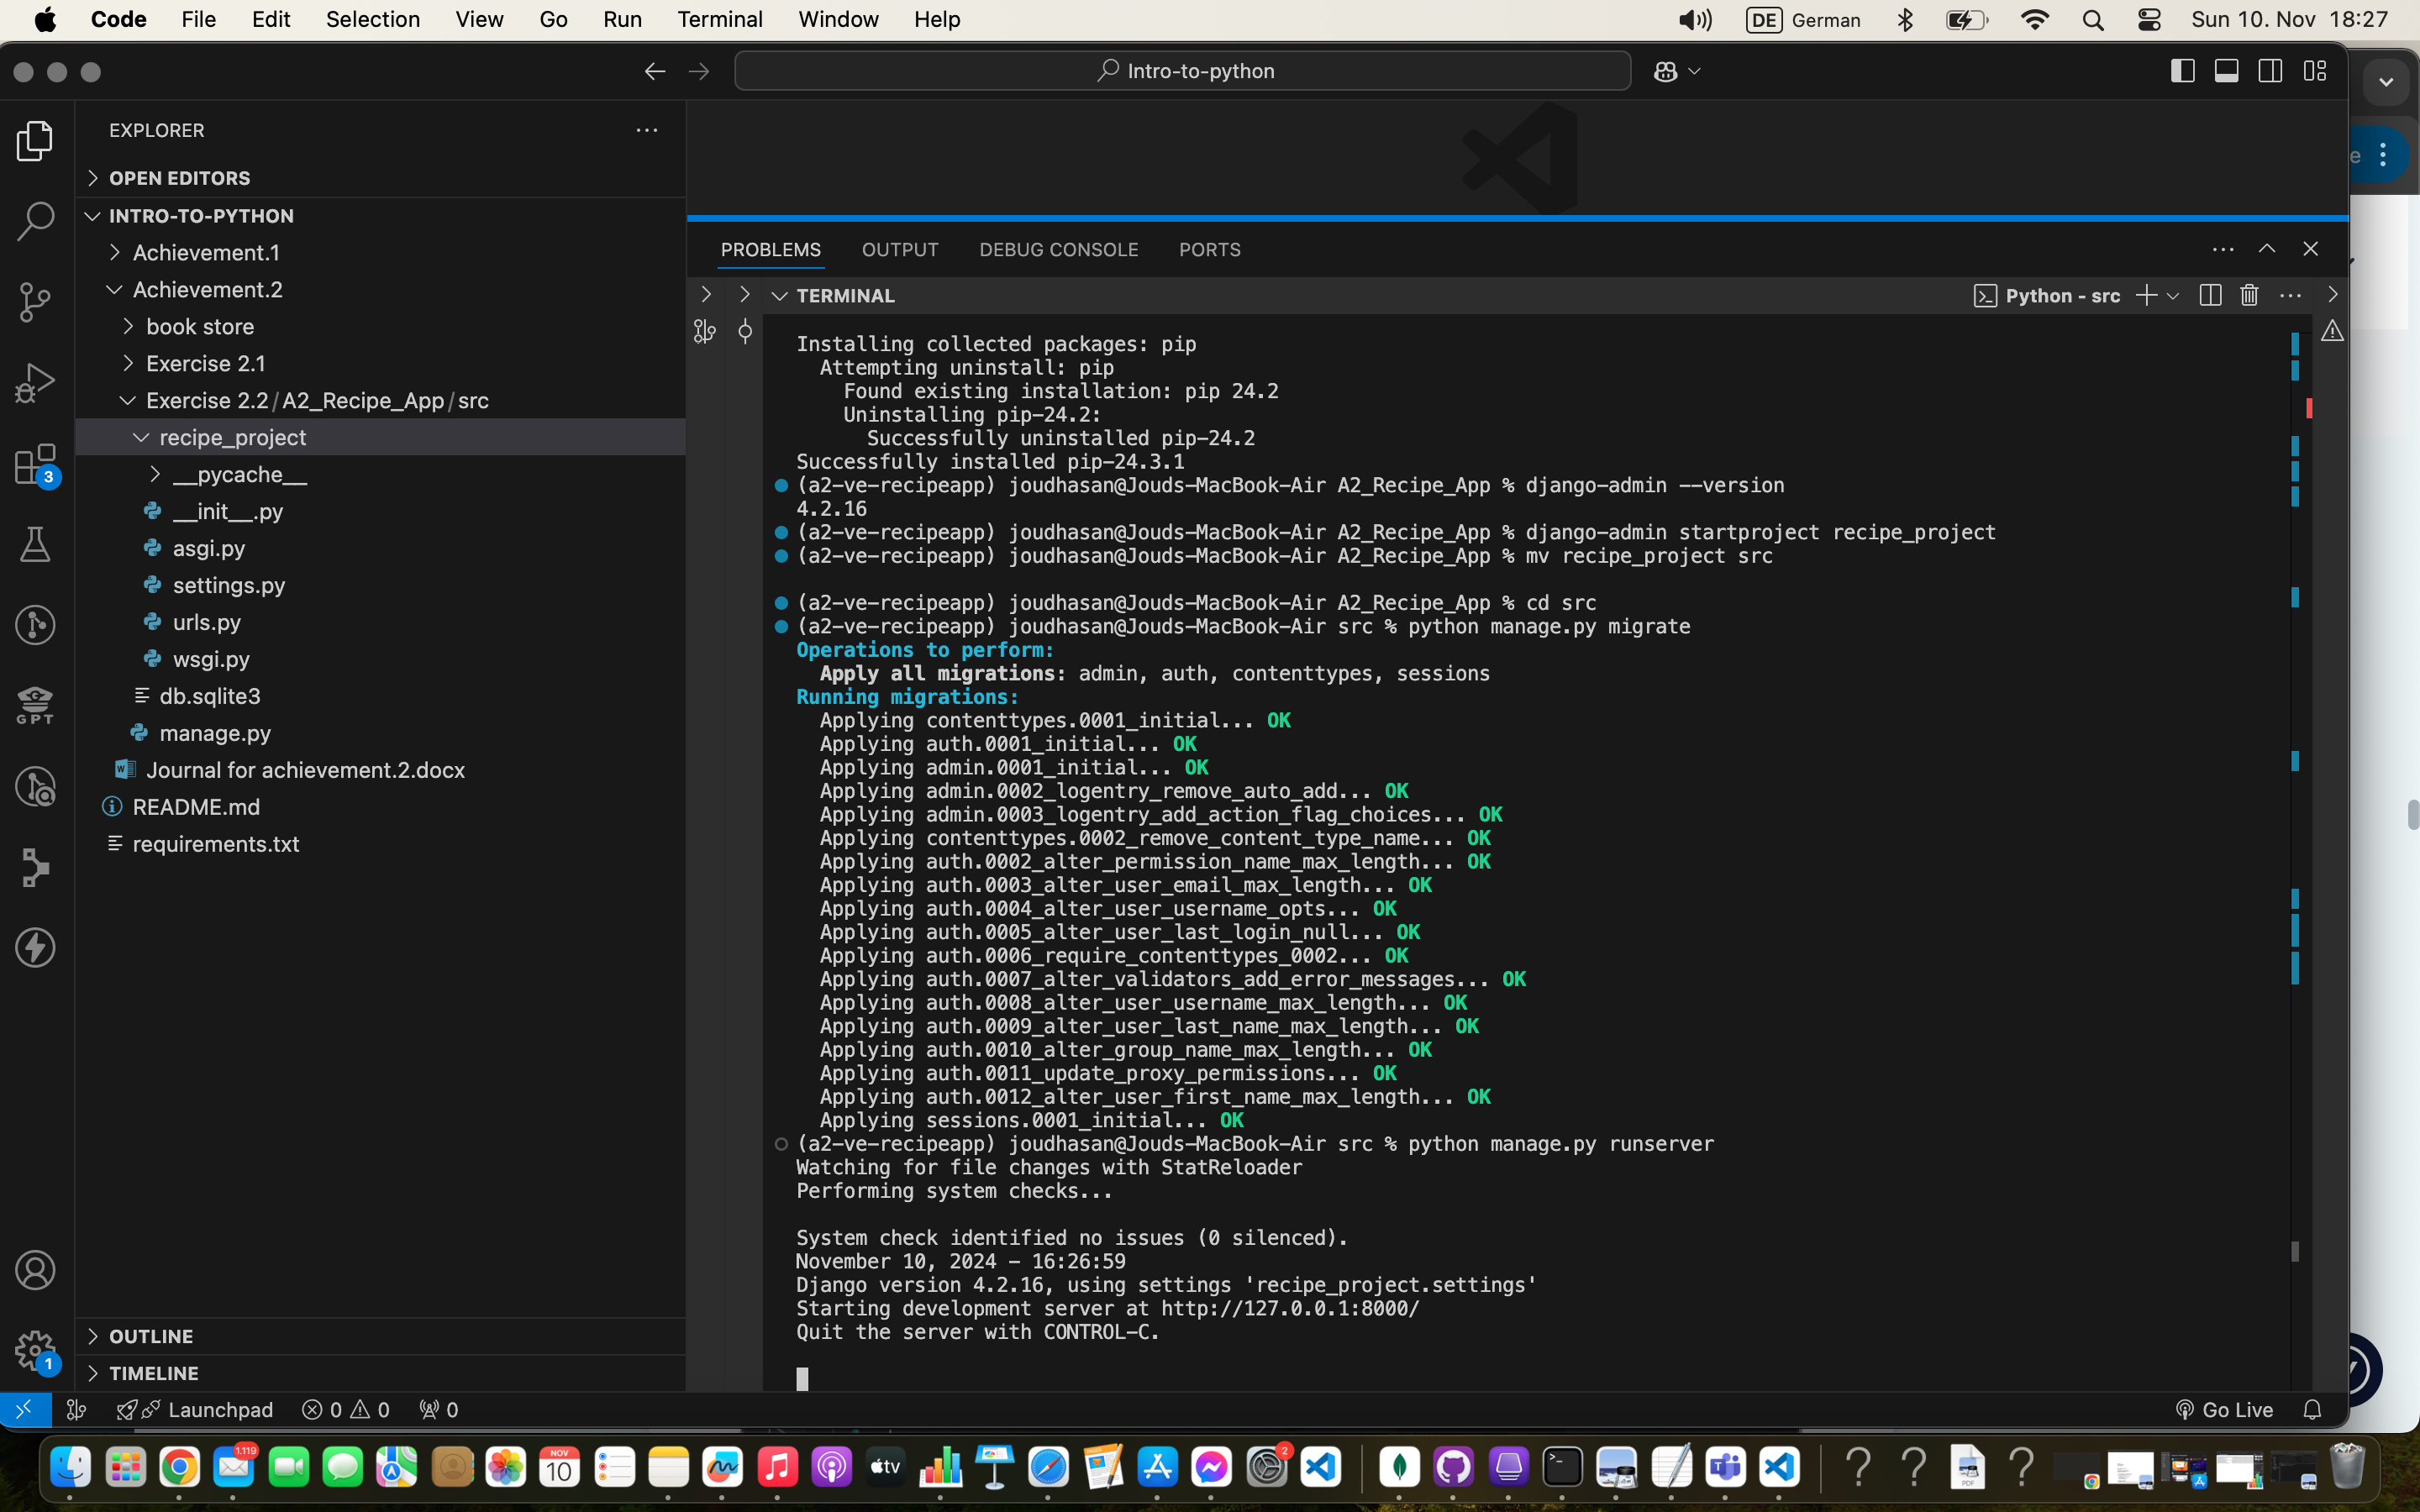 Code File Edit Selection View Go Run Terminal Window Help DE German Sun 10. Nov 18:27
Intro-to-python
EXPLORER
OPEN EDITORS
INTRO-TO-PYTHON
Achievement.1
Achievement.2
book store
Exercise 2.1
Exercise 2.2/A2_Recipe_App/src
recipe_project
__pycache__
__init__.py
asgi.py
settings.py
urls.py
wsgi.py
db.sqlite3
manage.py
Journal for achievement.2.docx
README.md
requirements.txt
OUTLINE
TIMELINE
3
GPT
1
PROBLEMS OUTPUT DEBUG CONSOLE PORTS
TERMINAL Python - src
Installing collected packages: pip
Attempting uninstall: pip
Found existing installation: pip 24.2
Uninstalling pip-24.2:
Successfully uninstalled pip-24.2
Successfully installed pip-24.3.1
(a2-ve-recipeapp) joudhasan@Jouds-MacBook-Air A2_Recipe_App % django-admin --version
4.2.16
(a2-ve-recipeapp) joudhasan@Jouds-MacBook-Air A2_Recipe_App % django-admin startproject recipe_project
(a2-ve-recipeapp) joudhasan@Jouds-MacBook-Air A2_Recipe_App % mv recipe_project src
(a2-ve-recipeapp) joudhasan@Jouds-MacBook-Air A2_Recipe_App % cd src
(a2-ve-recipeapp) joudhasan@Jouds-MacBook-Air src % python manage.py migrate
Operations to perform:
Apply all migrations: admin, auth, contenttypes, sessions
Running migrations:
Applying contenttypes.0001_initial... OK
Applying auth.0001_initial... OK
Applying admin.0001_initial... OK
Applying admin.0002_logentry_remove_auto_add... OK
Applying admin.0003_logentry_add_action_flag_choices... OK
Applying contenttypes.0002_remove_content_type_name... OK
Applying auth.0002_alter_permission_name_max_length... OK
Applying auth.0003_alter_user_email_max_length... OK
Applying auth.0004_alter_user_username_opts... OK
Applying auth.0005_alter_user_last_login_null... OK
Applying auth.0006_require_contenttypes_0002... OK
Applying auth.0007_alter_validators_add_error_messages... OK
Applying auth.0008_alter_user_username_max_length... OK
Applying auth.0009_alter_user_last_name_max_length... OK
Applying auth.0010_alter_group_name_max_length... OK
Applying auth.0011_update_proxy_permissions... OK
Applying auth.0012_alter_user_first_name_max_length... OK
Applying sessions.0001_initial... OK
(a2-ve-recipeapp) joudhasan@Jouds-MacBook-Air src % python manage.py runserver
Watching for file changes with StatReloader
Performing system checks...
System check identified no issues (0 silenced).
November 10, 2024 - 16:26:59
Django version 4.2.16, using settings 'recipe_project.settings'
Starting development server at http://127.0.0.1:8000/
Quit the server with CONTROL-C.
Launchpad 0 0 0 Go Live
1.119 NOV 10 tv 2 PDF